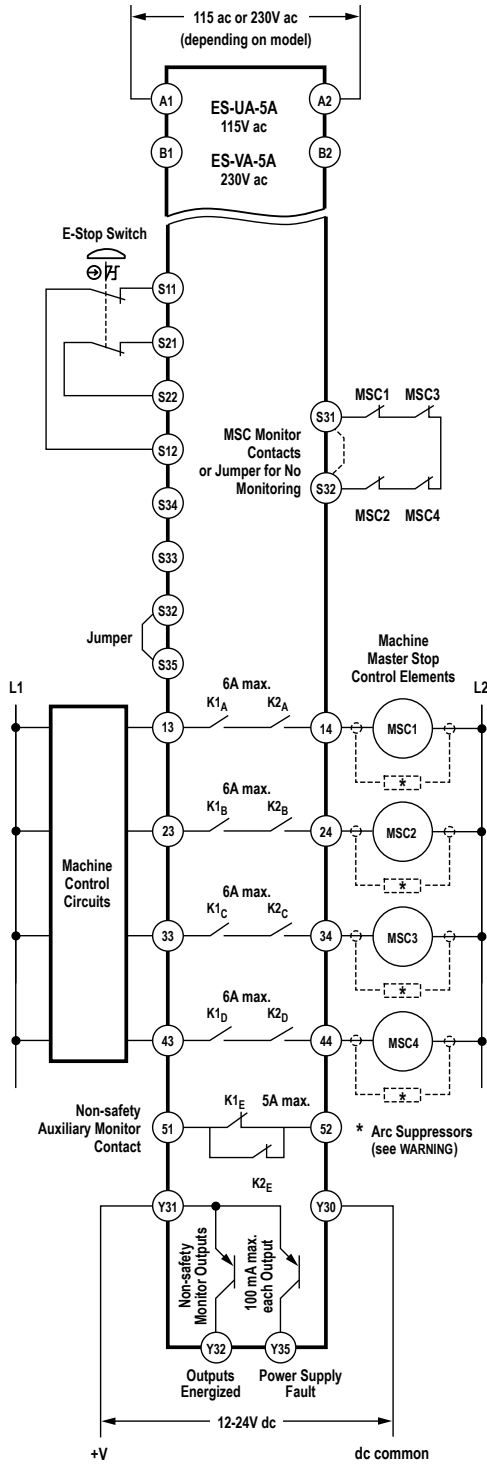 115 ac or 230V ac
(depending on model)
A1
ES-UA-5A
A2
115V ac
B1
ES-VA-5A
B2
230V ac
E-Stop Switch
S11
S21
S22
S12
S34
S33
S32
Jumper
S35
S31
MSC1
MSC3
MSC Monitor
Contacts
or Jumper for No
Monitoring
S32
MSC2
MSC4
Machine
Master Stop
Control Elements
L1
L2
6A max.
13
K1A
K2A
14
MSC1
*
6A max.
23
K1B
K2B
24
MSC2
*
Machine
Control
Circuits
6A max.
33
K1C
K2C
34
MSC3
*
6A max.
43
K1D
K2D
44
MSC4
*
Non-safety
Auxiliary Monitor
Contact
51
K1E
5A max.
52
* Arc Suppressors
(see WARNING)
K2E
Y31
Y30
Non-safety
Monitor Outputs
100 mA max.
each Output
Y32
Y35
Outputs
Energized
Power Supply
Fault
12-24V dc
+V
dc common